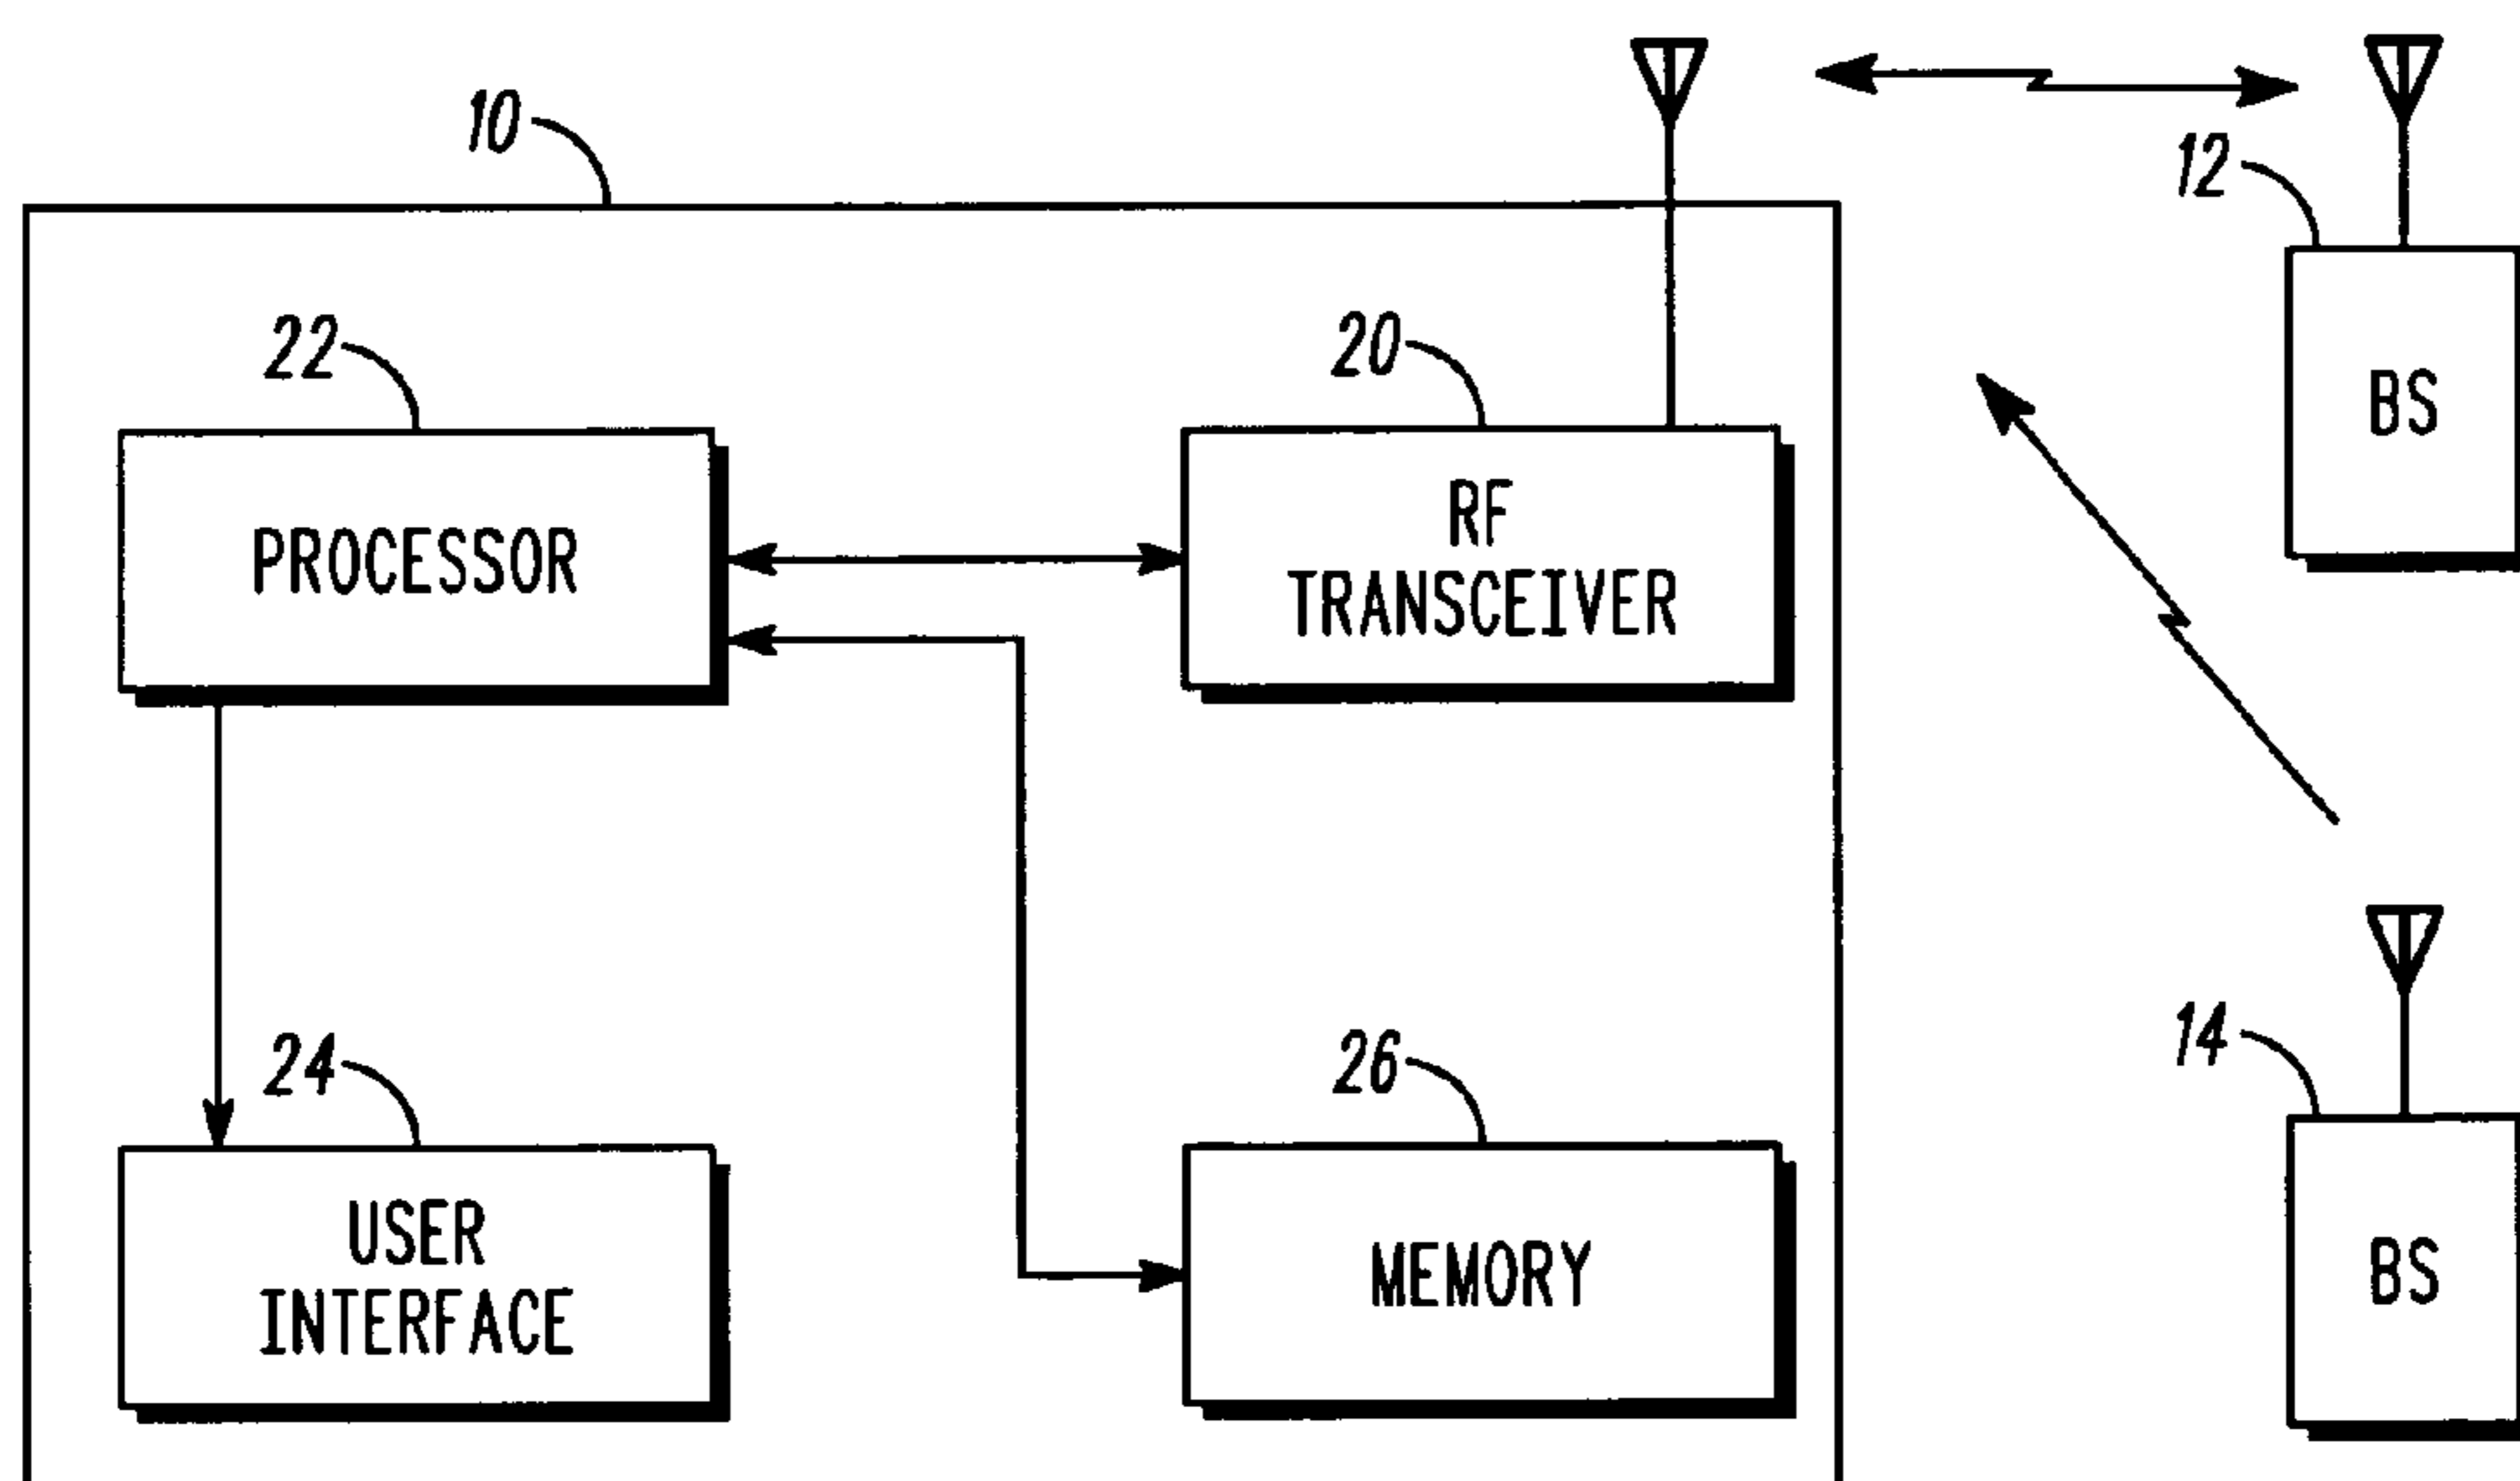 10
12
22
20
BS
PROCESSOR
RF
TRANSCEIVER
24
26
14
USER
INTERFACE
MEMORY
BS